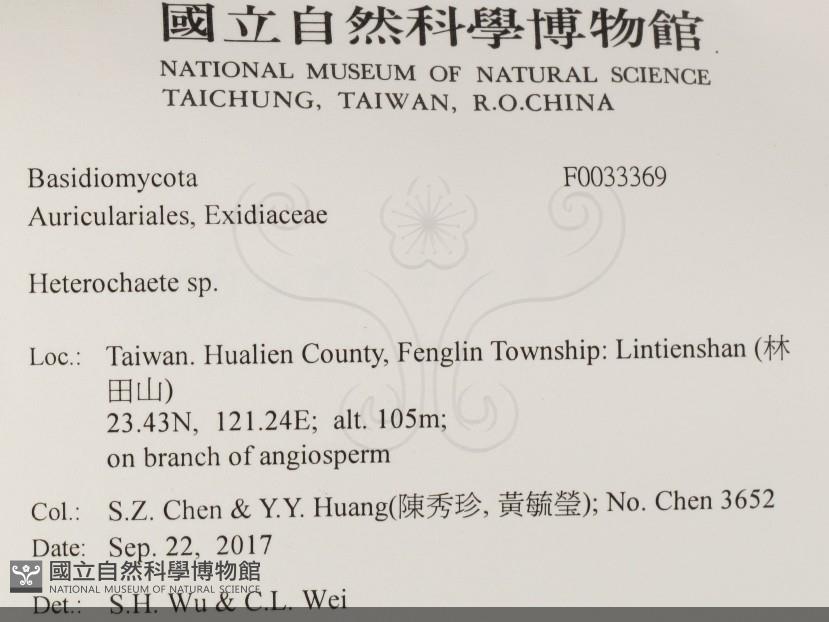 國立自然科學博物館
NATIONAL MUSEUM OF NATURAL SCIENCE
TAICHUNG, TAIWAN, R.O.CHINA
Basidiomycota F0033369
Auriculariales, Exidiaceae
Heterochaete sp.
Loc.: Taiwan. Hualien County, Fenglin Township: Lintienshan (林
田山)
23.43N, 121.24E; alt. 105m;
on branch of angiosperm
Col.: S.Z. Chen & Y.Y. Huang(陳秀珍, 黃毓瑩); No. Chen 3652
Date: Sep. 22, 2017
國立自然科學博物館
NATIONAL MUSEUM OF NATURAL SCIENCE
Det.: S.H. Wu & C.L. Wei